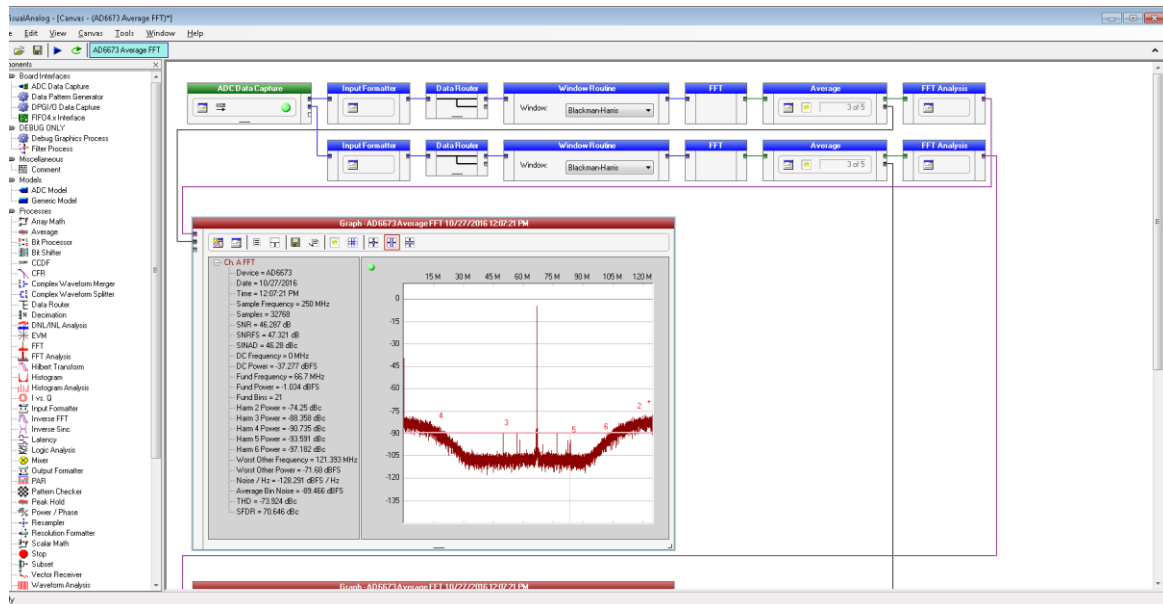 VisualAnalog - [Canvas - (AD6673 Average FFT)*]
Edit View Canvas Tools Window Help
AD6673 Average FFT
Board Interfaces
ADC Data Capture
Data Pattern Generator
DPGI/O Data Capture
FIFO4.x Interface
DEBUG ONLY
Debug Graphics Process
Filter Process
Miscellaneous
Comment
Models
ADC Model
Generic Model
Processes
Array Math
Average
Bit Processor
Bit Shifter
CCDF
CFR
Complex Waveform Merger
Complex Waveform Splitter
Data Router
Decimation
DNL/INL Analysis
EVM
FFT
FFT Analysis
Hilbert Transform
Histogram
Histogram Analysis
I vs. Q
Input Formatter
Inverse FFT
Inverse Sinc
Latency
Logic Analysis
Mixer
Output Formatter
PAR
Pattern Checker
Peak Hold
Power / Phase
Resampler
Resolution Formatter
Scalar Math
Stop
Subset
Vector Receiver
Waveform Analysis
ADC Data Capture Input Formatter Data Router Window Routine FFT Average FFT Analysis
USB Window: Blackman-Harris 3 of 5
Input Formatter Data Router Window Routine FFT Average FFT Analysis
Window: Blackman-Harris 3 of 5
Graph - AD6673 Average FFT 10/27/2016 12:07:21 PM
Ch. A FFT
Device = AD6673
Date = 10/27/2016
Time = 12:07:21 PM
Sample Frequency = 250 MHz
Samples = 32768
SNR = 46.287 dB
SNRFS = 47.321 dB
SINAD = 46.28 dBc
DC Frequency = 0 MHz
DC Power = -37.277 dBFS
Fund Frequency = 66.7 MHz
Fund Power = -1.034 dBFS
Fund Bins = 21
Harm 2 Power = -74.25 dBc
Harm 3 Power = -88.358 dBc
Harm 4 Power = -90.735 dBc
Harm 5 Power = -93.591 dBc
Harm 6 Power = -97.182 dBc
Worst Other Frequency = 121.393 MHz
Worst Other Power = -71.68 dBFS
Noise / Hz = -128.291 dBFS / Hz
Average Bin Noise = -89.466 dBFS
THD = -73.924 dBc
SFDR = 70.646 dBc
15 M 30 M 45 M 60 M 75 M 90 M 105 M 120 M
0
-15
-30
-45
-60
-75
-90
-105
-120
-135
4 3 5 6 2 +
Graph - AD6673 Average FFT 10/27/2016 12:07:21 PM